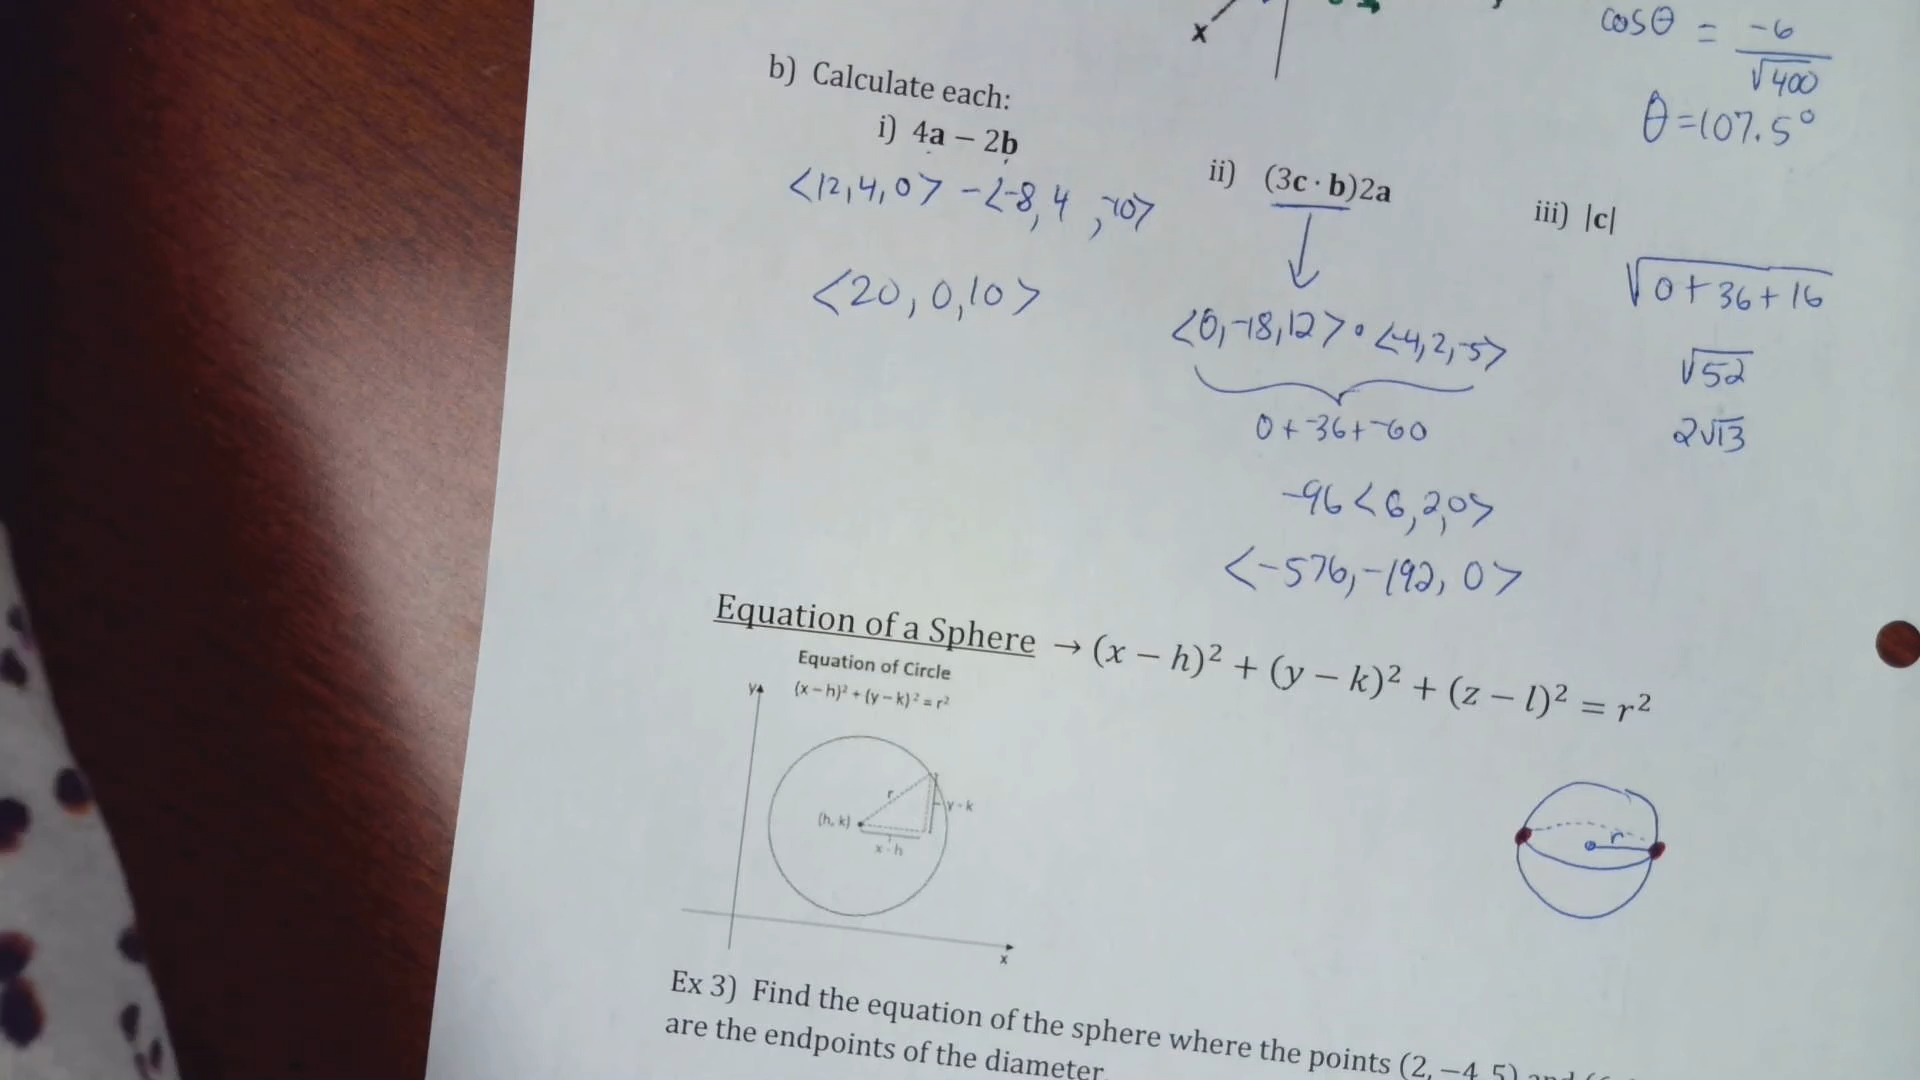 x
cosθ = -6/√400
θ = 107.5°
b) Calculate each:
i) 4a – 2b
<12,4,0> - <-8,4,-10>
<20, 0,10>
ii) (3c · b)2a
<0,-18,12> · <-4,2,-5>
0 + -36 + -60
-96 <6,2,0>
<-576,-192, 0>
iii) |c|
√0+36+16
√52
2√13
Equation of a Sphere → (x – h)² + (y – k)² + (z – l)² = r²
Equation of Circle
(x – h)² + (y – k)² = r²
y
r
(h, k)
y - k
x - h
x
r
Ex 3) Find the equation of the sphere where the points (2, –4, 5) and
are the endpoints of the diameter.